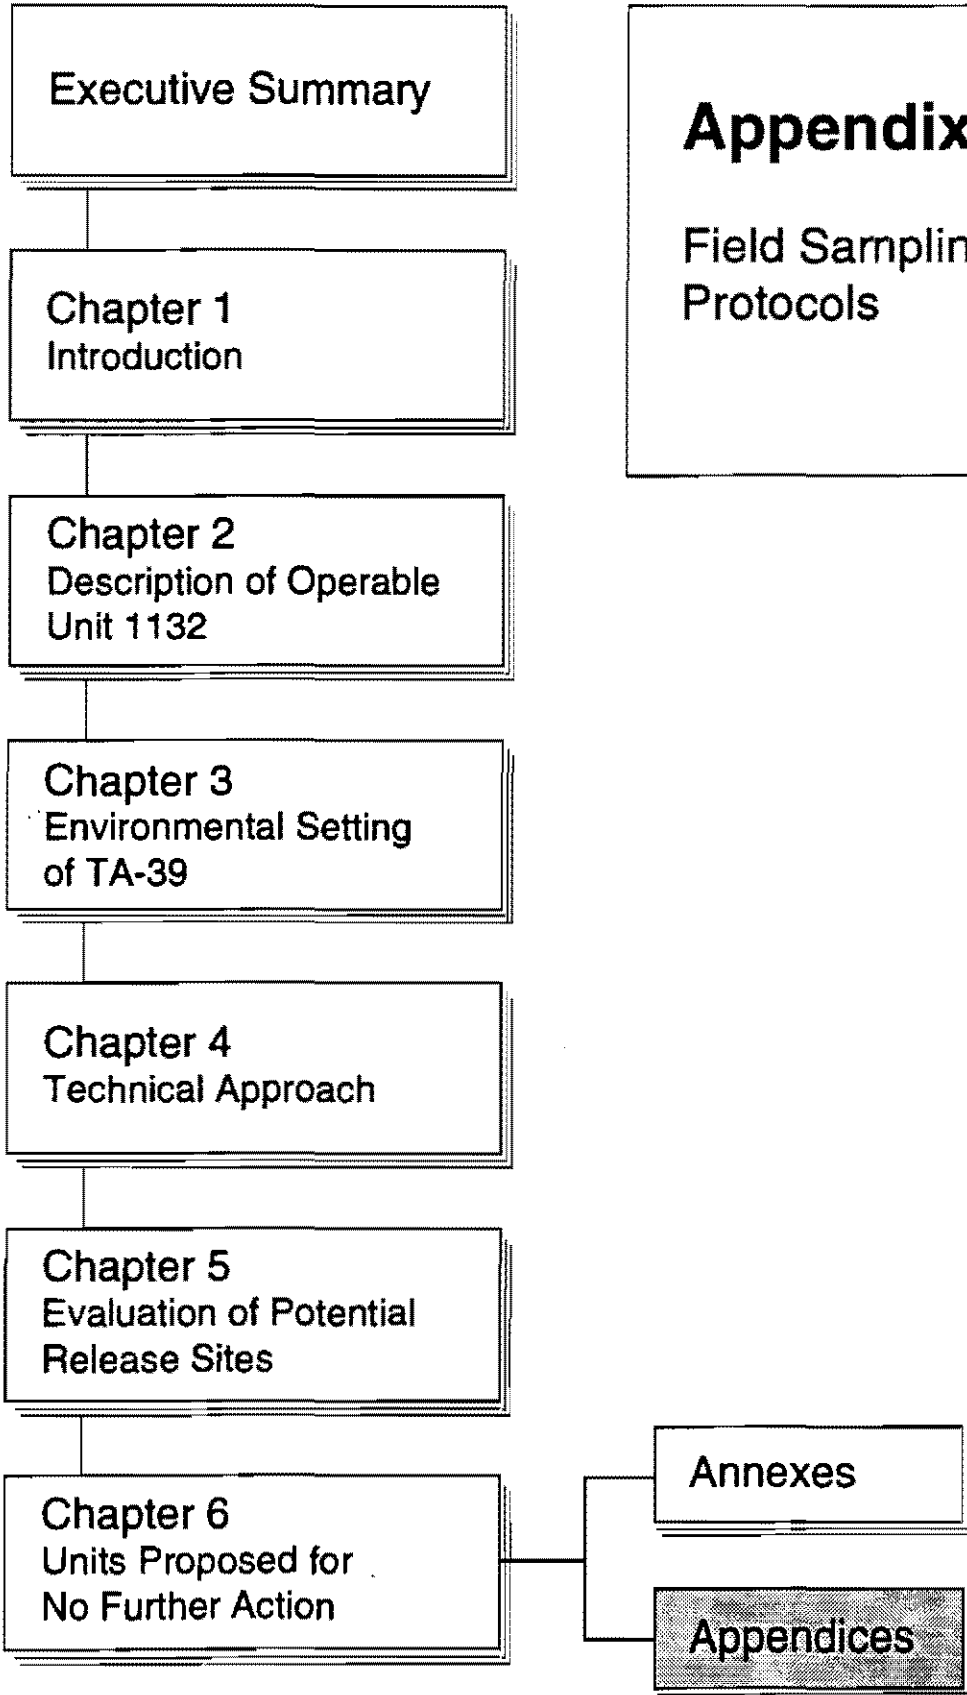 Executive Summary
Chapter 1
Introduction
Chapter 2
Description of Operable
Unit 1132
Chapter 3
Environmental Setting
of TA-39
Chapter 4
Technical Approach
Chapter 5
Evaluation of Potential
Release Sites
Chapter 6
Units Proposed for
No Further Action
Appendix
Field Samplin
Protocols
Annexes
Appendices